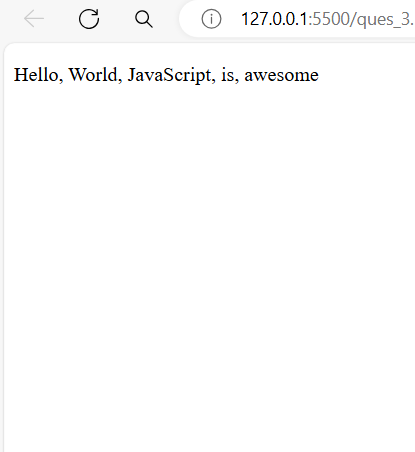 127.0.0.1:5500/ques_3.
Hello, World, JavaScript, is, awesome